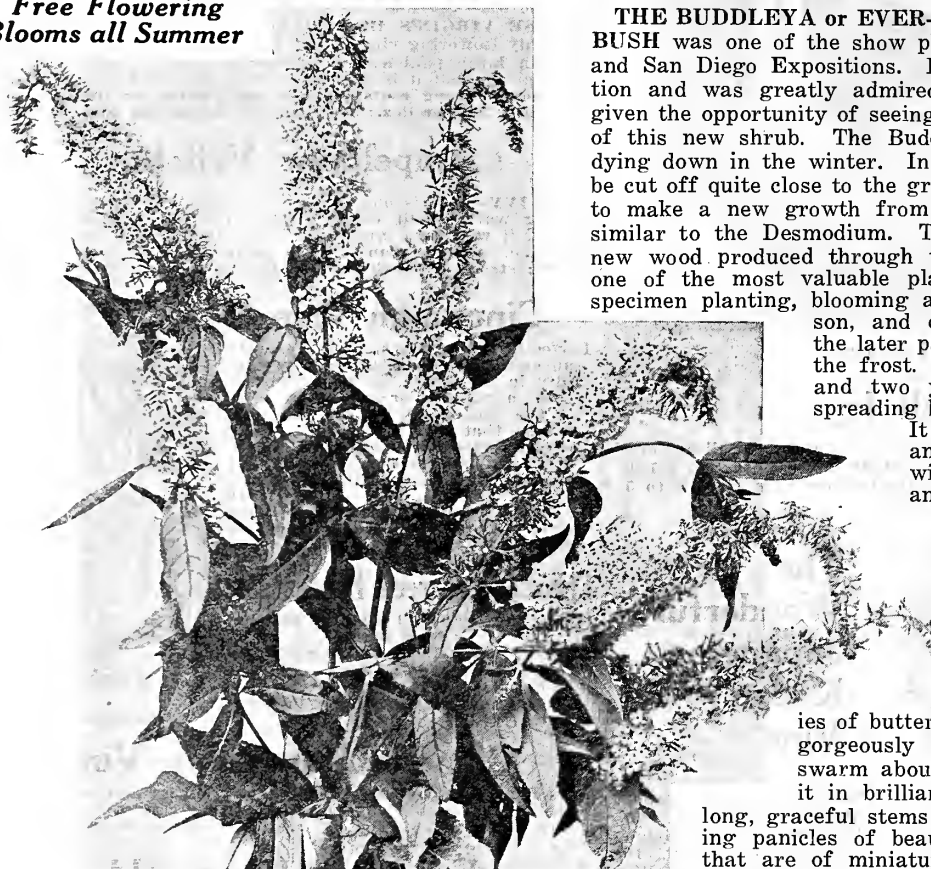 Free Flowering
Blooms all Summer
THE BUDDLEYA or EVER-
BUSH was one of the show p
and San Diego Expositions.
tion and was greatly admired
given the opportunity of seeing
of this new shrub. The Bud
dying down in the winter. In
be cut off quite close to the gr
to make a new growth from
similar to the Desmodium. T
new wood produced through
one of the most valuable pla
specimen planting, blooming a
son, and
the later p
the frost.
and two
spreading
It
an
wi
an
ies of butter
gorgeously
swarm about
it in brillian
long, graceful stems
ing panicles of beau
that are of miniatu